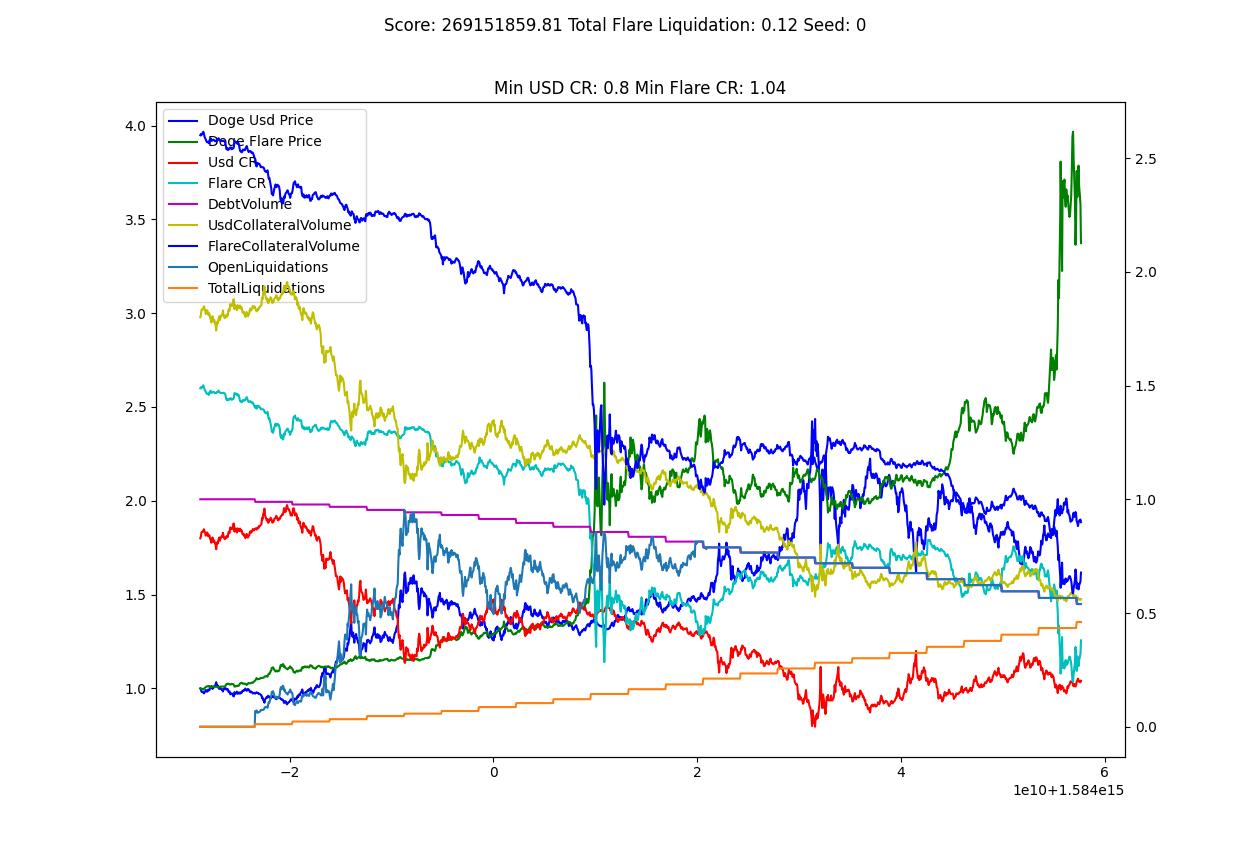 Score: 269151859.81 Total Flare Liquidation: 0.12 Seed: 0
Min USD CR: 0.8 Min Flare CR: 1.04
Doge Usd Price
Doge Flare Price
Usd CR
Flare CR
DebtVolume
UsdCollateralVolume
FlareCollateralVolume
OpenLiquidations
TotalLiquidations
4.0
3.5
3.0
2.5
2.0
1.5
1.0
2.5
2.0
1.5
1.0
0.5
0.0
−2
0
2
4
6
1e10+1.584e15